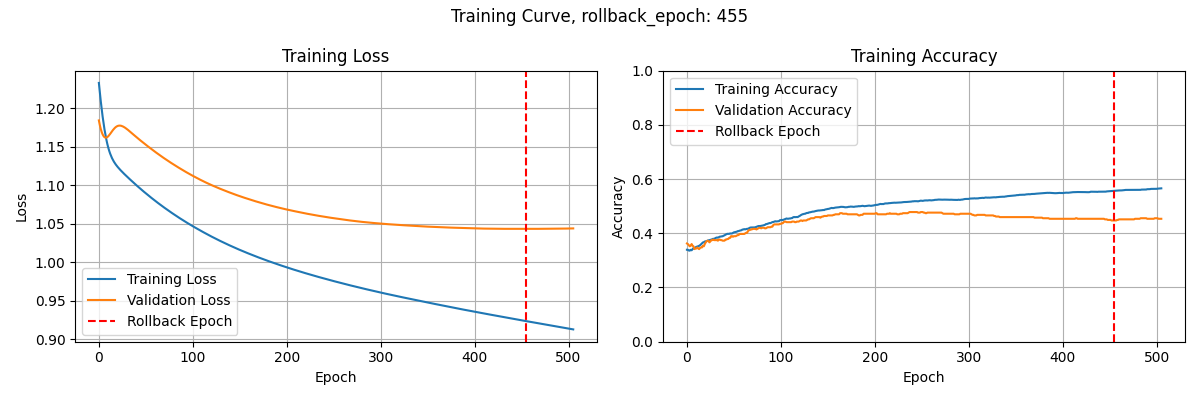 Training Curve, rollback_epoch: 455
Training Loss
1.20
1.15
1.10
1.05
1.00
0.95
0.90
Loss
Training Loss
Validation Loss
Rollback Epoch
0 100 200 300 400 500
Epoch
Training Accuracy
1.0
0.8
0.6
0.4
0.2
0.0
Accuracy
Training Accuracy
Validation Accuracy
Rollback Epoch
0 100 200 300 400 500
Epoch